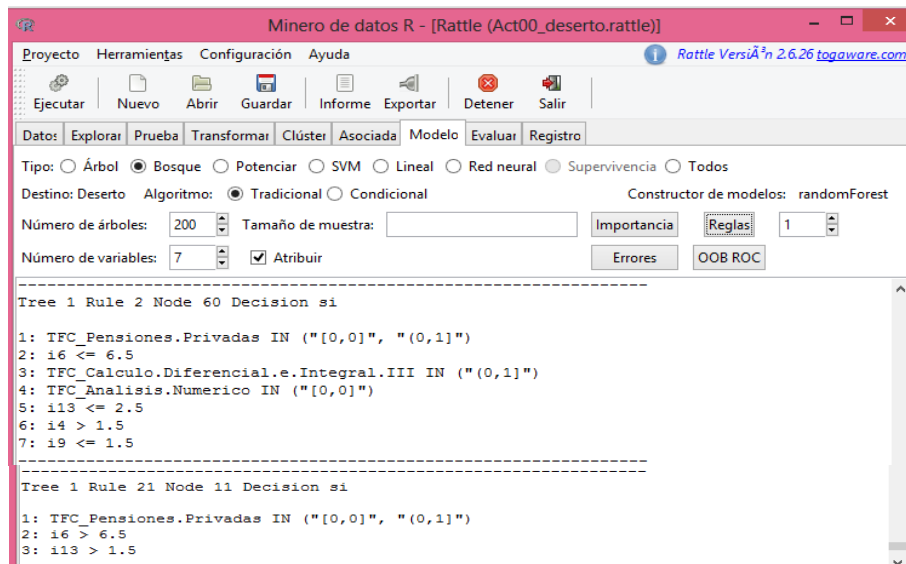 Minero de datos R - [Rattle (Act00_deserto.rattle)]
Proyecto Herramientas Configuración Ayuda Rattle VersiÃ³n 2.6.26 togaware.com
Ejecutar Nuevo Abrir Guardar Informe Exportar Detener Salir
Datos Explorar Prueba Transformar Clúster Asociada Modelo Evaluar Registro
Tipo: Árbol Bosque Potenciar SVM Lineal Red neural Supervivencia Todos
Destino: Deserto Algoritmo: Tradicional Condicional Constructor de modelos: randomForest
Número de árboles: 200 Tamaño de muestra: Importancia Reglas 1
Número de variables: 7 Atribuir Errores OOB ROC
--------------------------------------------------------------
Tree 1 Rule 2 Node 60 Decision si
1: TFC_Pensiones.Privadas IN ("[0,0]", "(0,1]")
2: i6 <= 6.5
3: TFC_Calculo.Diferencial.e.Integral.III IN ("(0,1]")
4: TFC_Analisis.Numerico IN ("[0,0]")
5: i13 <= 2.5
6: i4 > 1.5
7: i9 <= 1.5
--------------------------------------------------------------
--------------------------------------------------------------
Tree 1 Rule 21 Node 11 Decision si
1: TFC_Pensiones.Privadas IN ("[0,0]", "(0,1]")
2: i6 > 6.5
3: i13 > 1.5